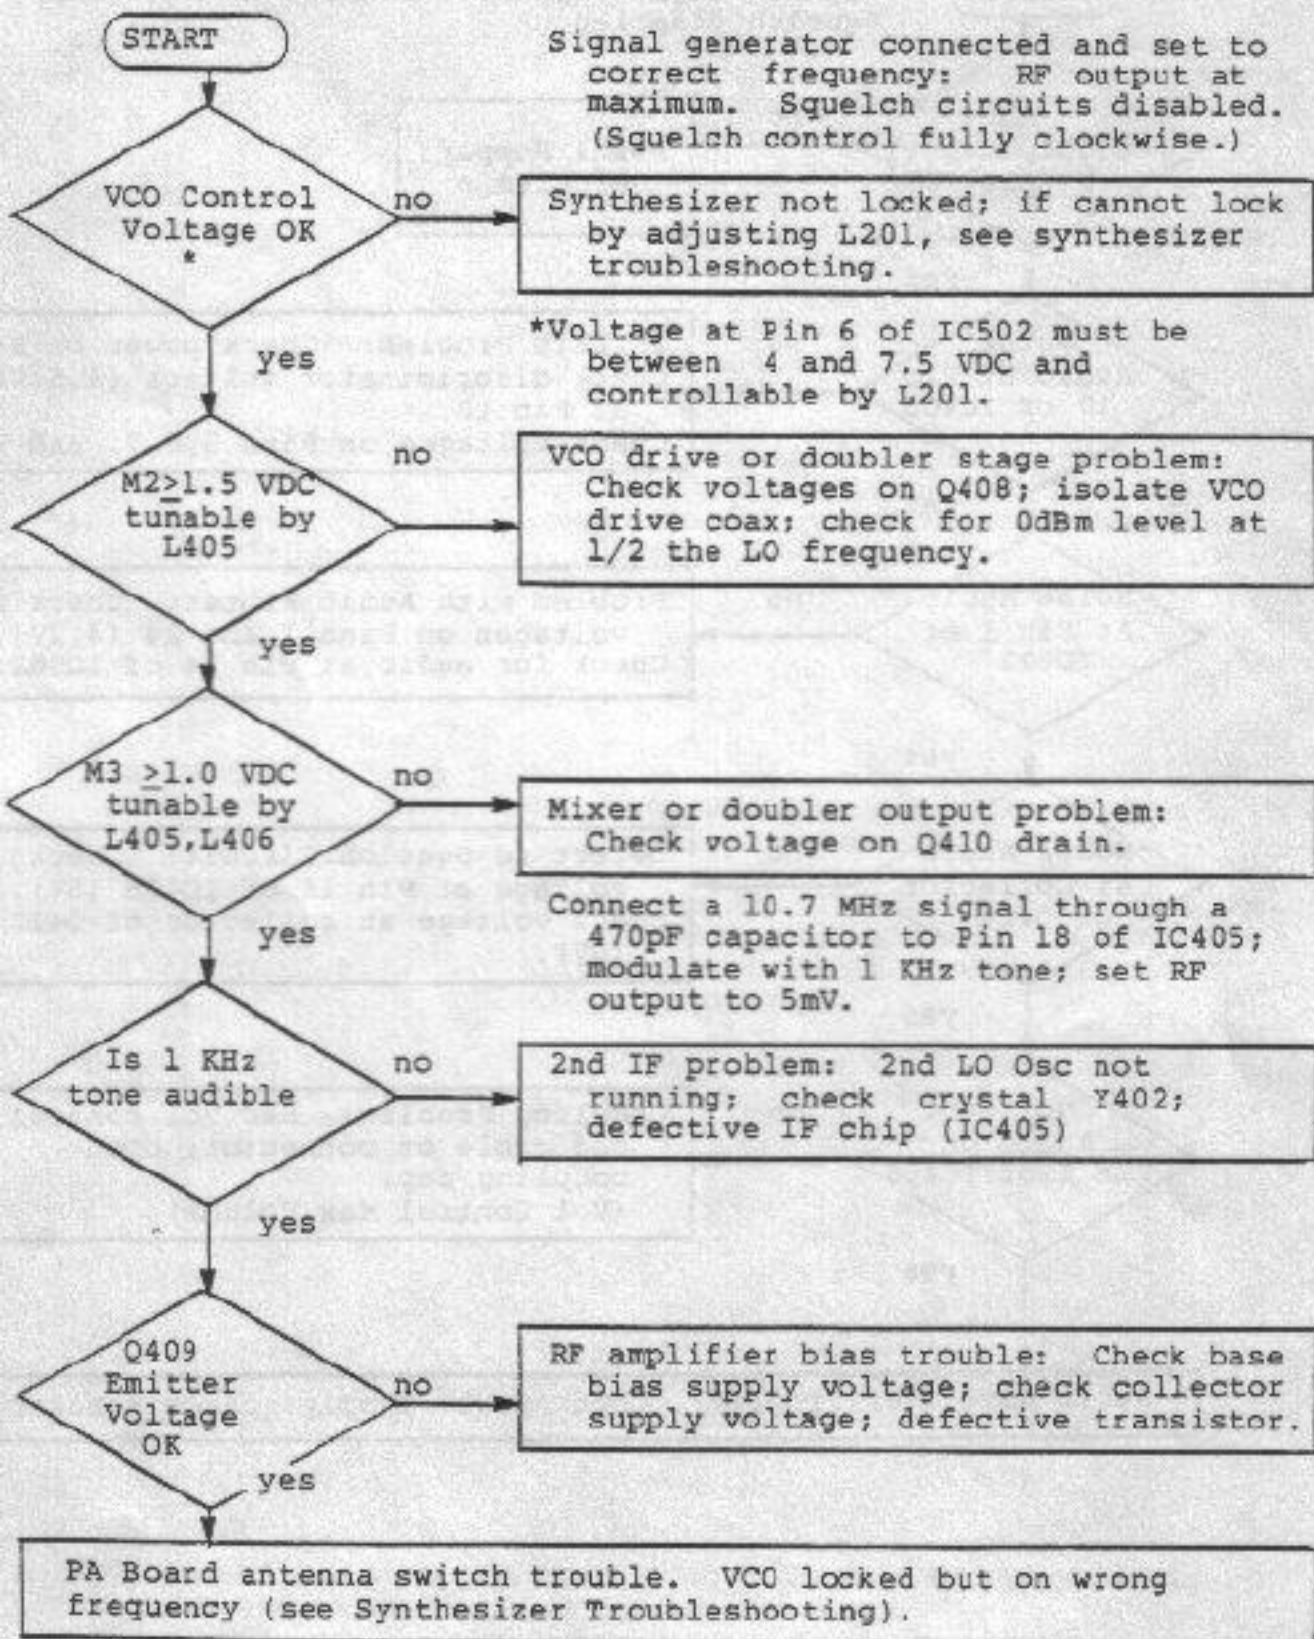 START
Signal generator connected and set to
correct frequency: RF output at
maximum. Squelch circuits disabled.
(Squelch control fully clockwise.)
VCO Control
Voltage OK
*
no
Synthesizer not locked; if cannot lock
by adjusting L201, see synthesizer
troubleshooting.
yes
*Voltage at Pin 6 of IC502 must be
between 4 and 7.5 VDC and
controllable by L201.
M2≥1.5 VDC
tunable by
L405
no
VCO drive or doubler stage problem:
Check voltages on Q408; isolate VCO
drive coax; check for 0dBm level at
1/2 the LO frequency.
yes
M3 ≥1.0 VDC
tunable by
L405,L406
no
Mixer or doubler output problem:
Check voltage on Q410 drain.
yes
Connect a 10.7 MHz signal through a
470pF capacitor to Pin 18 of IC405;
modulate with 1 KHz tone; set RF
output to 5mV.
Is 1 KHz
tone audible
no
2nd IF problem: 2nd LO Osc not
running; check crystal Y402;
defective IF chip (IC405)
yes
Q409
Emitter
Voltage
OK
no
RF amplifier bias trouble: Check base
bias supply voltage; check collector
supply voltage; defective transistor.
yes
PA Board antenna switch trouble. VCO locked but on wrong
frequency (see Synthesizer Troubleshooting).